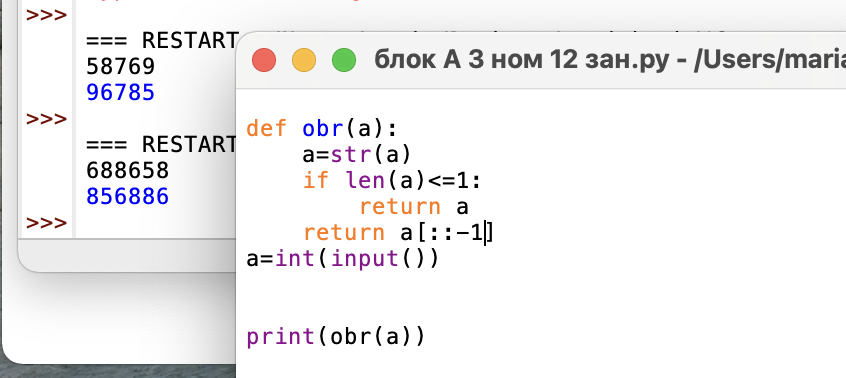 >>>
=== RESTART
58769
96785
>>>
=== RESTART
688658
856886
>>>
блок А 3 ном 12 зан.py - /Users/maria
def obr(a):
    a=str(a)
    if len(a)<=1:
        return a
    return a[::-1]
a=int(input())
print(obr(a))